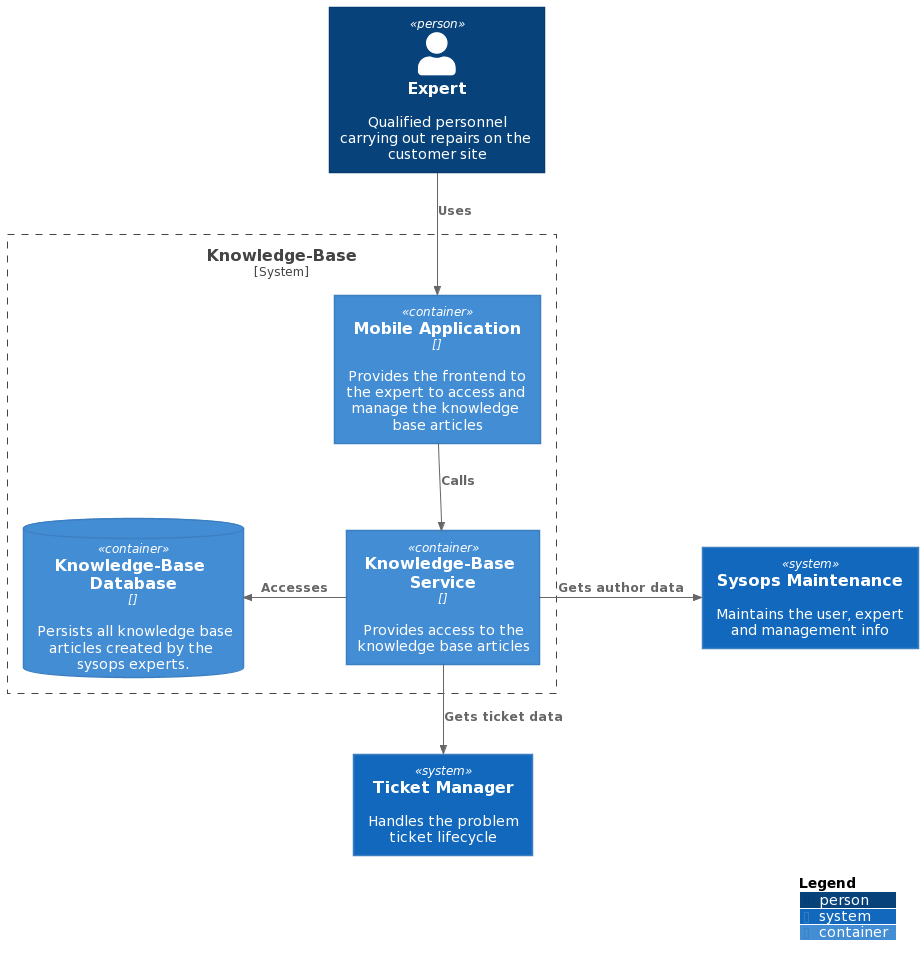 «person»
Expert
Qualified personnel
carrying out repairs on the
customer site
Uses
Knowledge-Base
[System]
«container»
Mobile Application
[]
Provides the frontend to
the expert to access and
manage the knowledge
base articles
Calls
«container»
Knowledge-Base
Database
[]
Persists all knowledge base
articles created by the
sysops experts.
Accesses
«container»
Knowledge-Base
Service
[]
Provides access to the
knowledge base articles
Gets author data
«system»
Sysops Maintenance
Maintains the user, expert
and management info
Gets ticket data
«system»
Ticket Manager
Handles the problem
ticket lifecycle
Legend
person
system
container